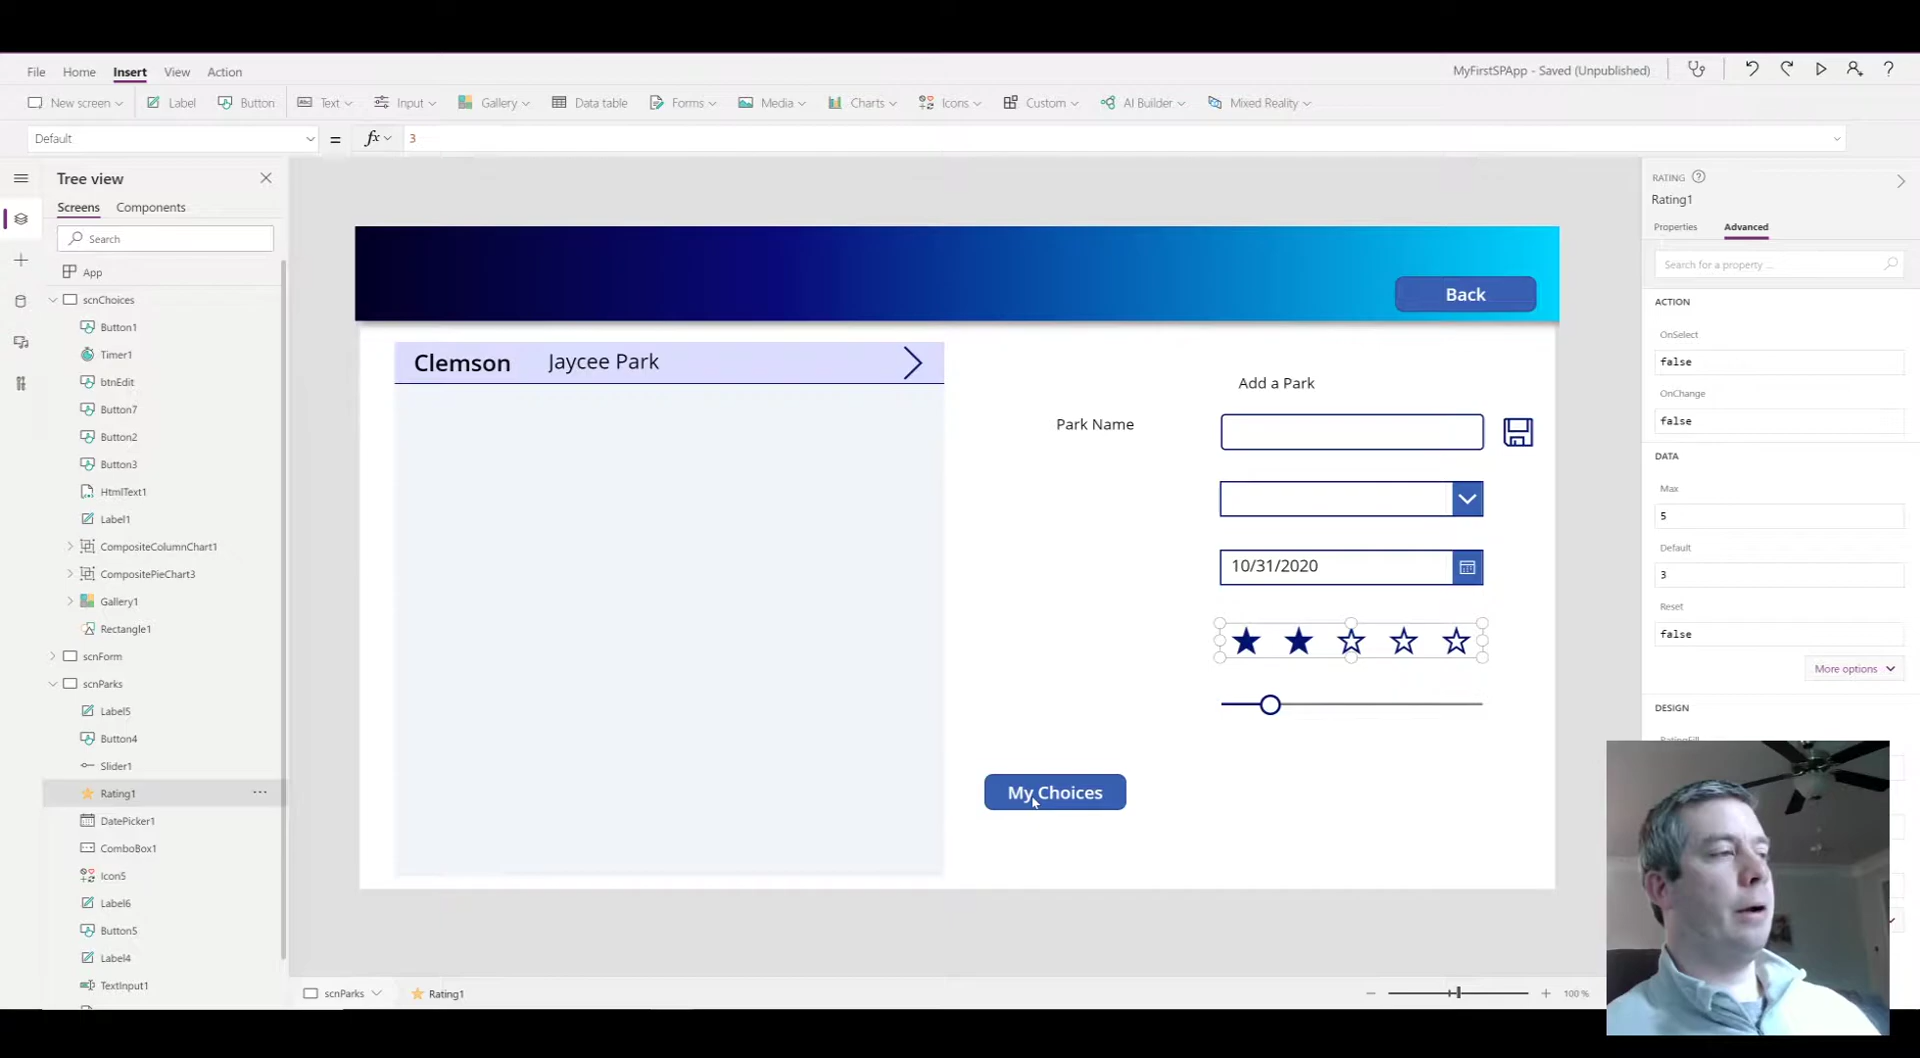 File Home Insert View Action MyFirstSPApp - Saved (Unpublished) ?
New screen Label Button Text Input Gallery Data table Forms Media Charts Icons Custom AI Builder Mixed Reality
Default = fx 3
Tree view
Screens Components
Search
App
scnChoices
Button1
Timer1
btnEdit
Button7
Button2
Button3
HtmlText1
Label1
CompositeColumnChart1
CompositePieChart3
Gallery1
Rectangle1
scnForm
scnParks
Label5
Button4
Slider1
Rating1 ...
DatePicker1
ComboBox1
Icon5
Label6
Button5
Label4
TextInput1
Back
Clemson Jaycee Park
Add a Park
Park Name
10/31/2020
My Choices
scnParks Rating1
100 %
RATING ?
Rating1
Properties Advanced
Search for a property ...
ACTION
OnSelect
false
OnChange
false
DATA
Max
5
Default
3
Reset
false
More options
DESIGN